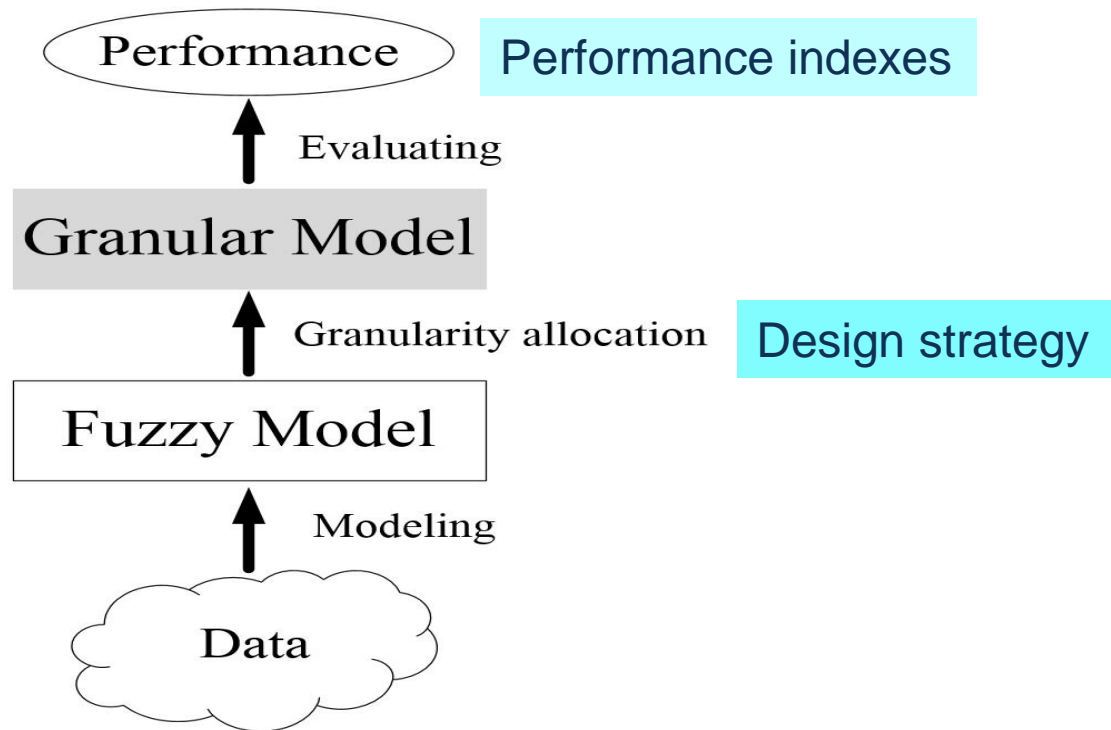 Performance
Performance indexes
Evaluating
Granular Model
Granularity allocation
Design strategy
Fuzzy Model
Modeling
Data